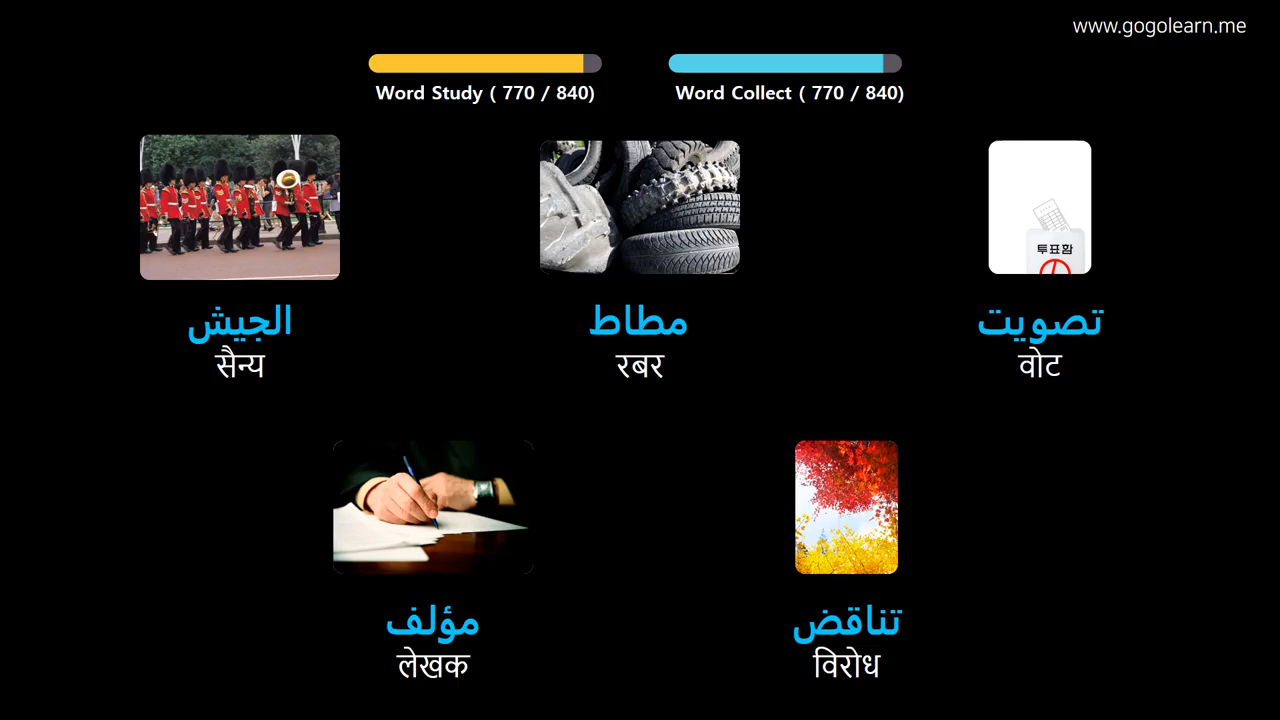 www.gogolearn.me
Word Study ( 770 / 840)
Word Collect ( 770 / 840)
투표함
الجيش
सैन्य
مطاط
रबर
تصويت
वोट
مؤلف
लेखक
تناقض
विरोध